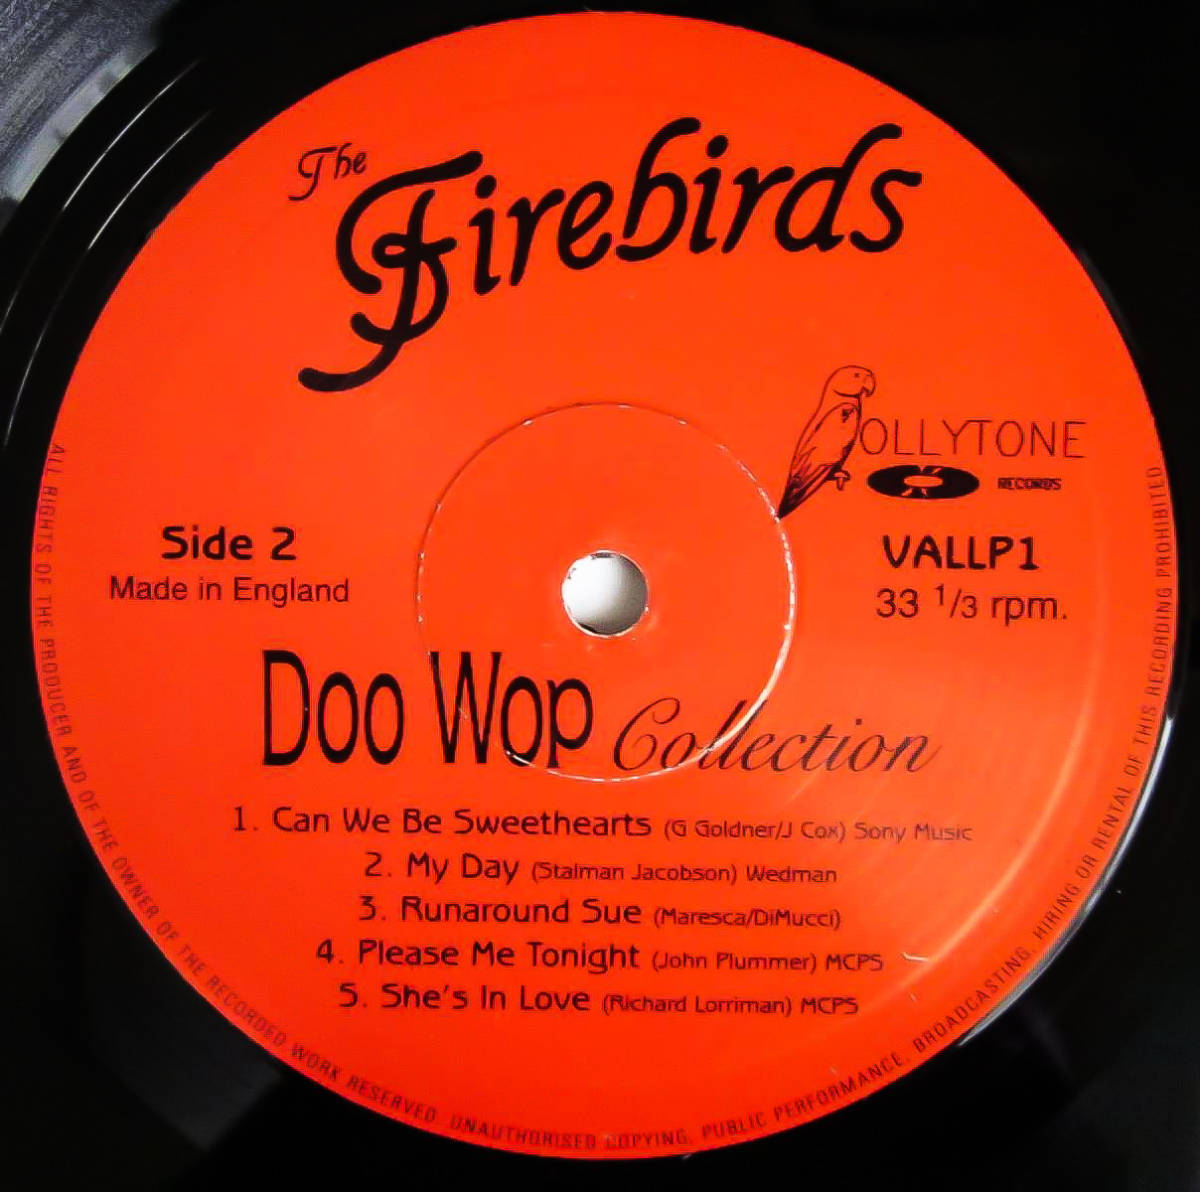 The
Firebirds
OLLYTONE
RECORDS
Side 2
Made in England
VALLP1
33 1/3 rpm.
Doo Wop Collection
1. Can We Be Sweethearts (G Goldner/J Cox) Sony Music
2. My Day (Stalman Jacobson) Wedman
3. Runaround Sue (Maresca/DiMucci)
4. Please Me Tonight (John Plummer) MCPS
5. She's In Love (Richard Lorriman) MCPS
ALL RIGHTS OF THE PRODUCER AND OF THE OWNER OF THE RECORDED WORK RESERVED. UNAUTHORISED COPYING, PUBLIC PERFORMANCE, BROADCASTING, HIRING OR RENTAL OF THIS RECORDING PROHIBITED